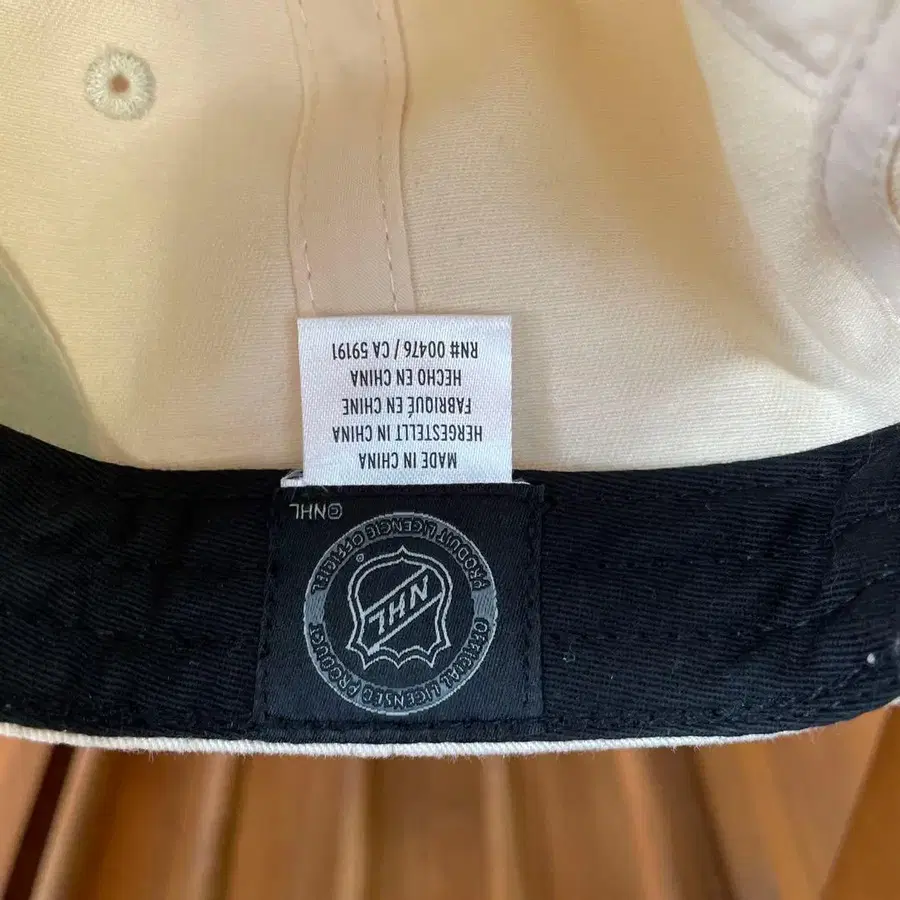 MADE IN CHINA
HERGESTELLT IN CHINA
FABRIQUÉ EN CHINE
HECHO EN CHINA
RN# 00476 / CA 59191
©NHL
OFFICIAL LICENSED PRODUCT
PRODUIT LICENCIÉ OFFICIEL
NHL